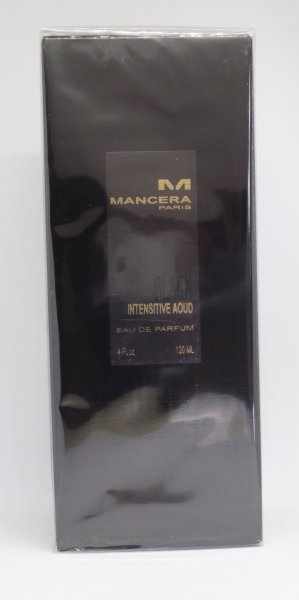 M
MANCERA
PARIS
BLACK
INTENSITIVE AOUD
EAU DE PARFUM
4 FL.oz 120 ML